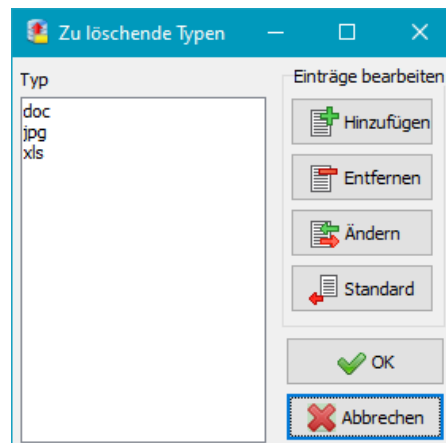 Zu löschende Typen
Typ
doc
jpg
xls
Einträge bearbeiten
Hinzufügen
Entfernen
Ändern
Standard
OK
Abbrechen